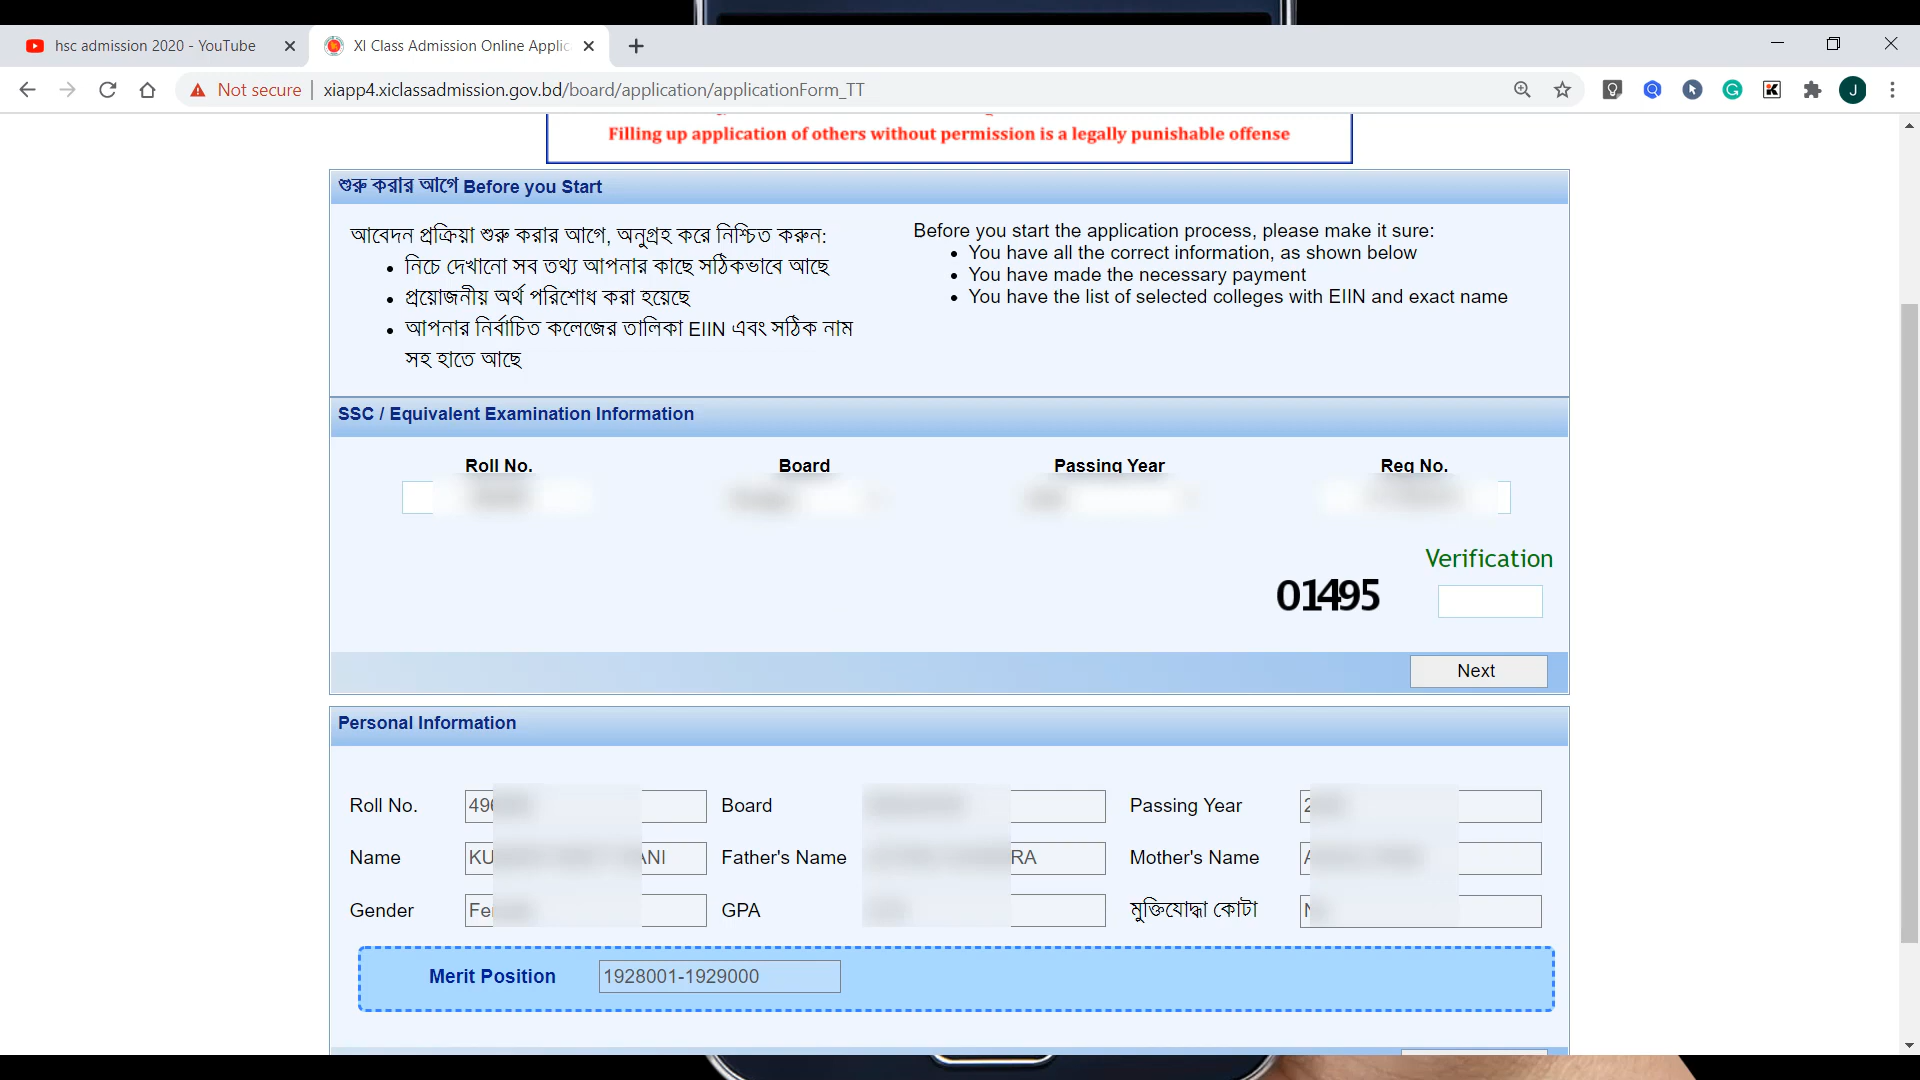 hsc admission 2020 - YouTube
XI Class Admission Online Applic
Not secure
xiapp4.xiclassadmission.gov.bd/board/application/applicationForm_TT
J
Filling up application of others without permission is a legally punishable offense
শুরু করার আগে Before you Start
আবেদন প্রক্রিয়া শুরু করার আগে, অনুগ্রহ করে নিশ্চিত করুন:
নিচে দেখানো সব তথ্য আপনার কাছে সঠিকভাবে আছে
প্রয়োজনীয় অর্থ পরিশোধ করা হয়েছে
আপনার নির্বাচিত কলেজের তালিকা EIIN এবং সঠিক নাম
সহ হাতে আছে
Before you start the application process, please make it sure:
You have all the correct information, as shown below
You have made the necessary payment
You have the list of selected colleges with EIIN and exact name
SSC / Equivalent Examination Information
Roll No. Board Passing Year Reg No.
Verification
01495
Next
Personal Information
Roll No. 49 Board Passing Year 2
Name KU ANI Father's Name RA Mother's Name A
Gender Fe GPA মুক্তিযোদ্ধা কোটা N
Merit Position 1928001-1929000